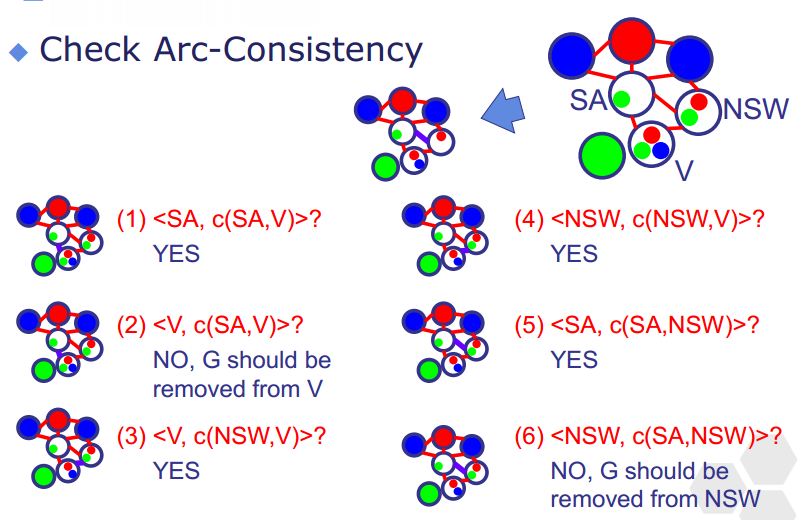 Check Arc-Consistency
SA
NSW
V
(1) <SA, c(SA,V)>?
YES
(2) <V, c(SA,V)>?
NO, G should be
removed from V
(3) <V, c(NSW,V)>?
YES
(4) <NSW, c(NSW,V)>?
YES
(5) <SA, c(SA,NSW)>?
YES
(6) <NSW, c(SA,NSW)>?
NO, G should be
removed from NSW